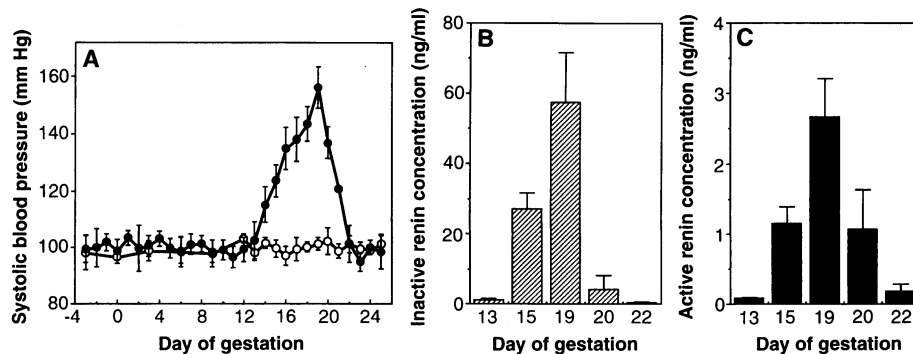 A
Systolic blood pressure (mm Hg)
160
140
120
100
80
-4 0 4 8 12 16 20 24
Day of gestation
B
Inactive renin concentration (ng/ml)
80
60
40
20
0
13 15 19 20 22
Day of gestation
C
Active renin concentration (ng/ml)
4
3
2
1
0
13 15 19 20 22
Day of gestation